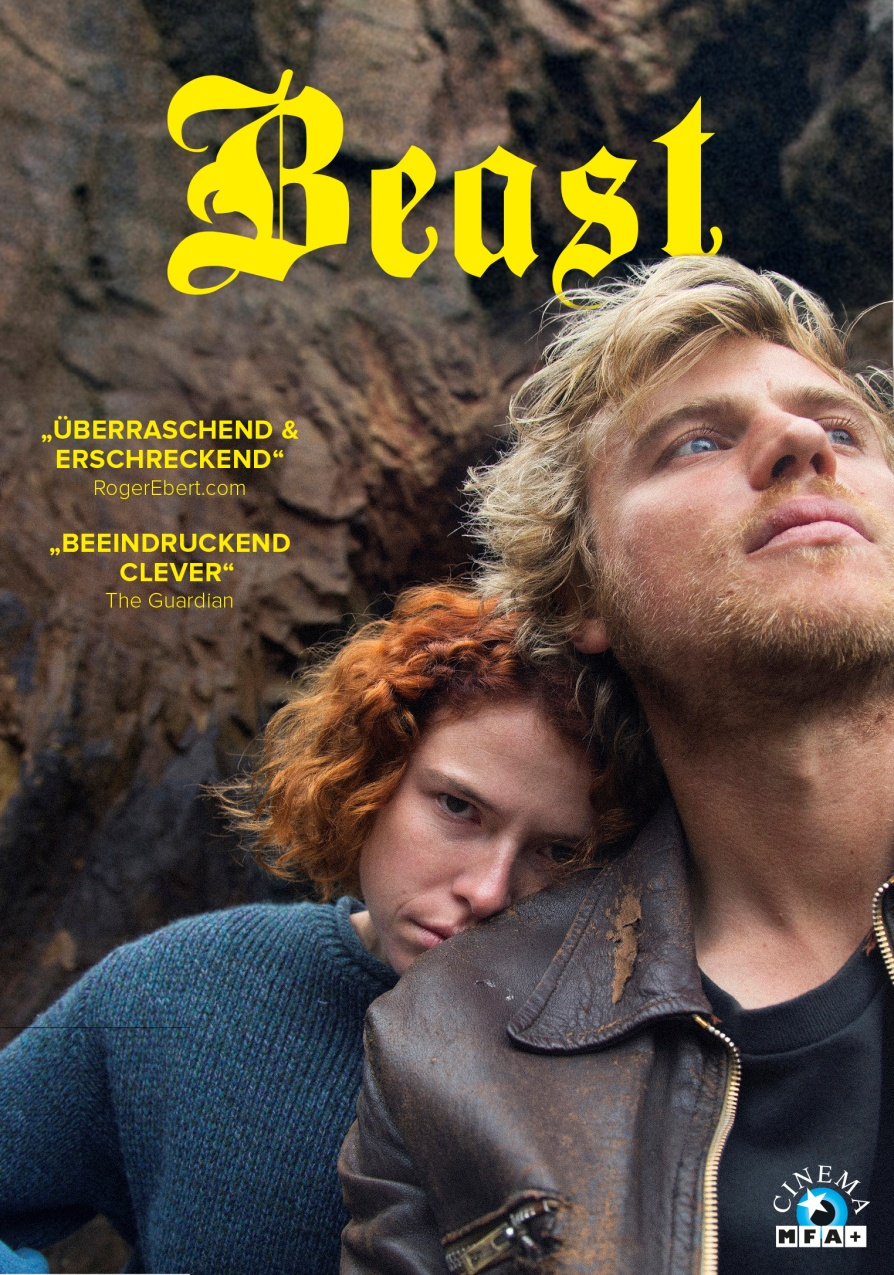 Beast
„ÜBERRASCHEND &
ERSCHRECKEND“
RogerEbert.com
„BEEINDRUCKEND
CLEVER“
The Guardian
CINEMA
MFA+